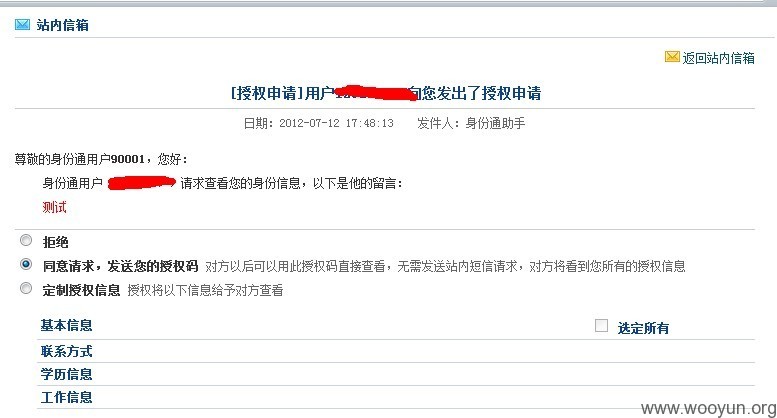 站内信箱
返回站内信箱
[授权申请]用户 向您发出了授权申请
日期：2012-07-12 17:48:13 发件人：身份通助手
尊敬的身份通用户90001，您好：
身份通用户 请求查看您的身份信息，以下是他的留言：
测试
拒绝
同意请求，发送您的授权码 对方以后可以用此授权码直接查看，无需发送站内短信请求，对方将看到您所有的授权信息
定制授权信息 授权将以下信息给予对方查看
基本信息 选定所有
联系方式
学历信息
工作信息
www.wooyun.org